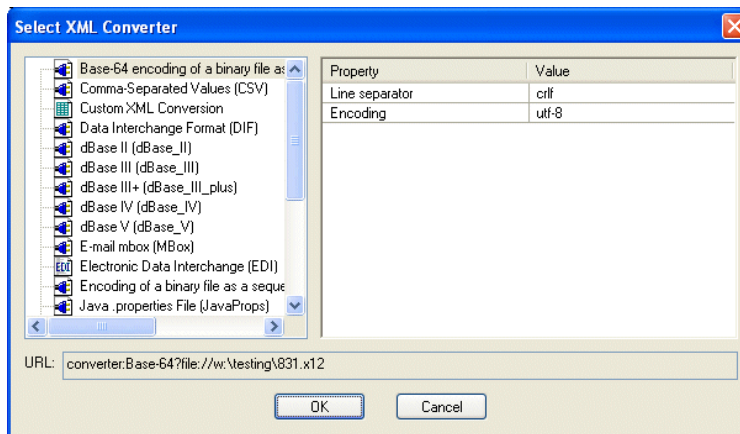 Select XML Converter
Base-64 encoding of a binary file as
Comma-Separated Values (CSV)
Custom XML Conversion
Data Interchange Format (DIF)
dBase II (dBase_II)
dBase III (dBase_III)
dBase III+ (dBase_III_plus)
dBase IV (dBase_IV)
dBase V (dBase_V)
E-mail mbox (MBox)
EDI Electronic Data Interchange (EDI)
Encoding of a binary file as a seque
Java .properties File (JavaProps)
Property Value
Line separator crlf
Encoding utf-8
URL: converter:Base-64?file://w:\testing\831.x12
OK Cancel